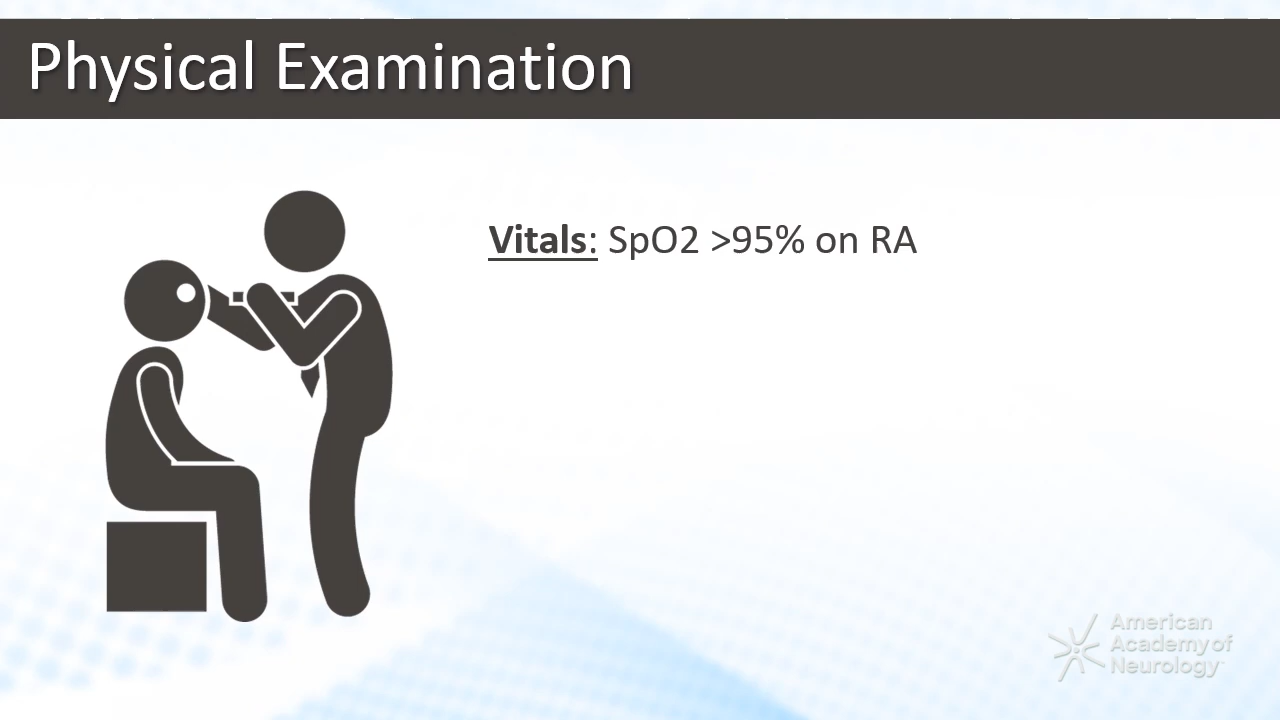 Physical Examination
Vitals: SpO2 >95% on RA
American
Academy of
Neurology